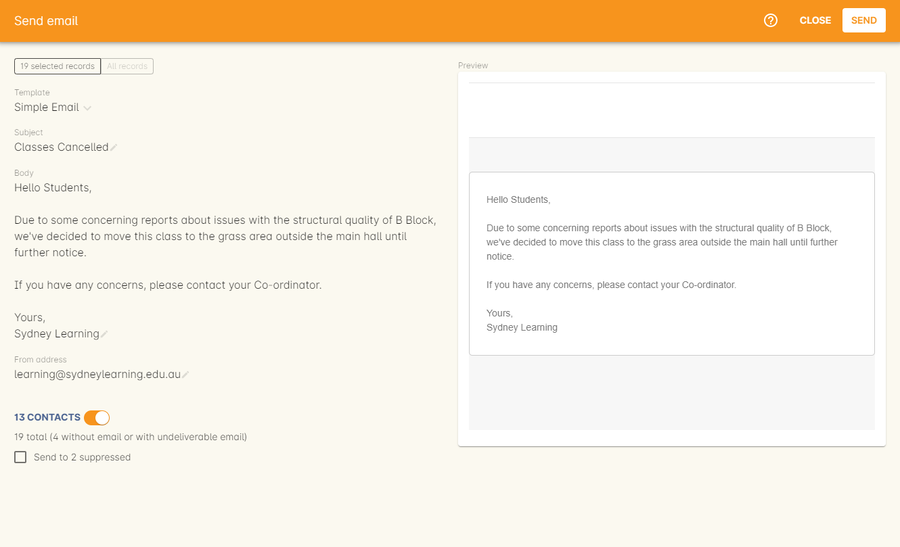 Send email
CLOSE
SEND
19 selected records
All records
Template
Simple Email
Subject
Classes Cancelled
Body
Hello Students,
Due to some concerning reports about issues with the structural quality of B Block,
we've decided to move this class to the grass area outside the main hall until
further notice.
If you have any concerns, please contact your Co-ordinator.
Yours,
Sydney Learning
From address
learning@sydneylearning.edu.au
13 CONTACTS
19 total (4 without email or with undeliverable email)
Send to 2 suppressed
Preview
Hello Students,
Due to some concerning reports about issues with the structural quality of B Block,
we've decided to move this class to the grass area outside the main hall until further
notice.
If you have any concerns, please contact your Co-ordinator.
Yours,
Sydney Learning